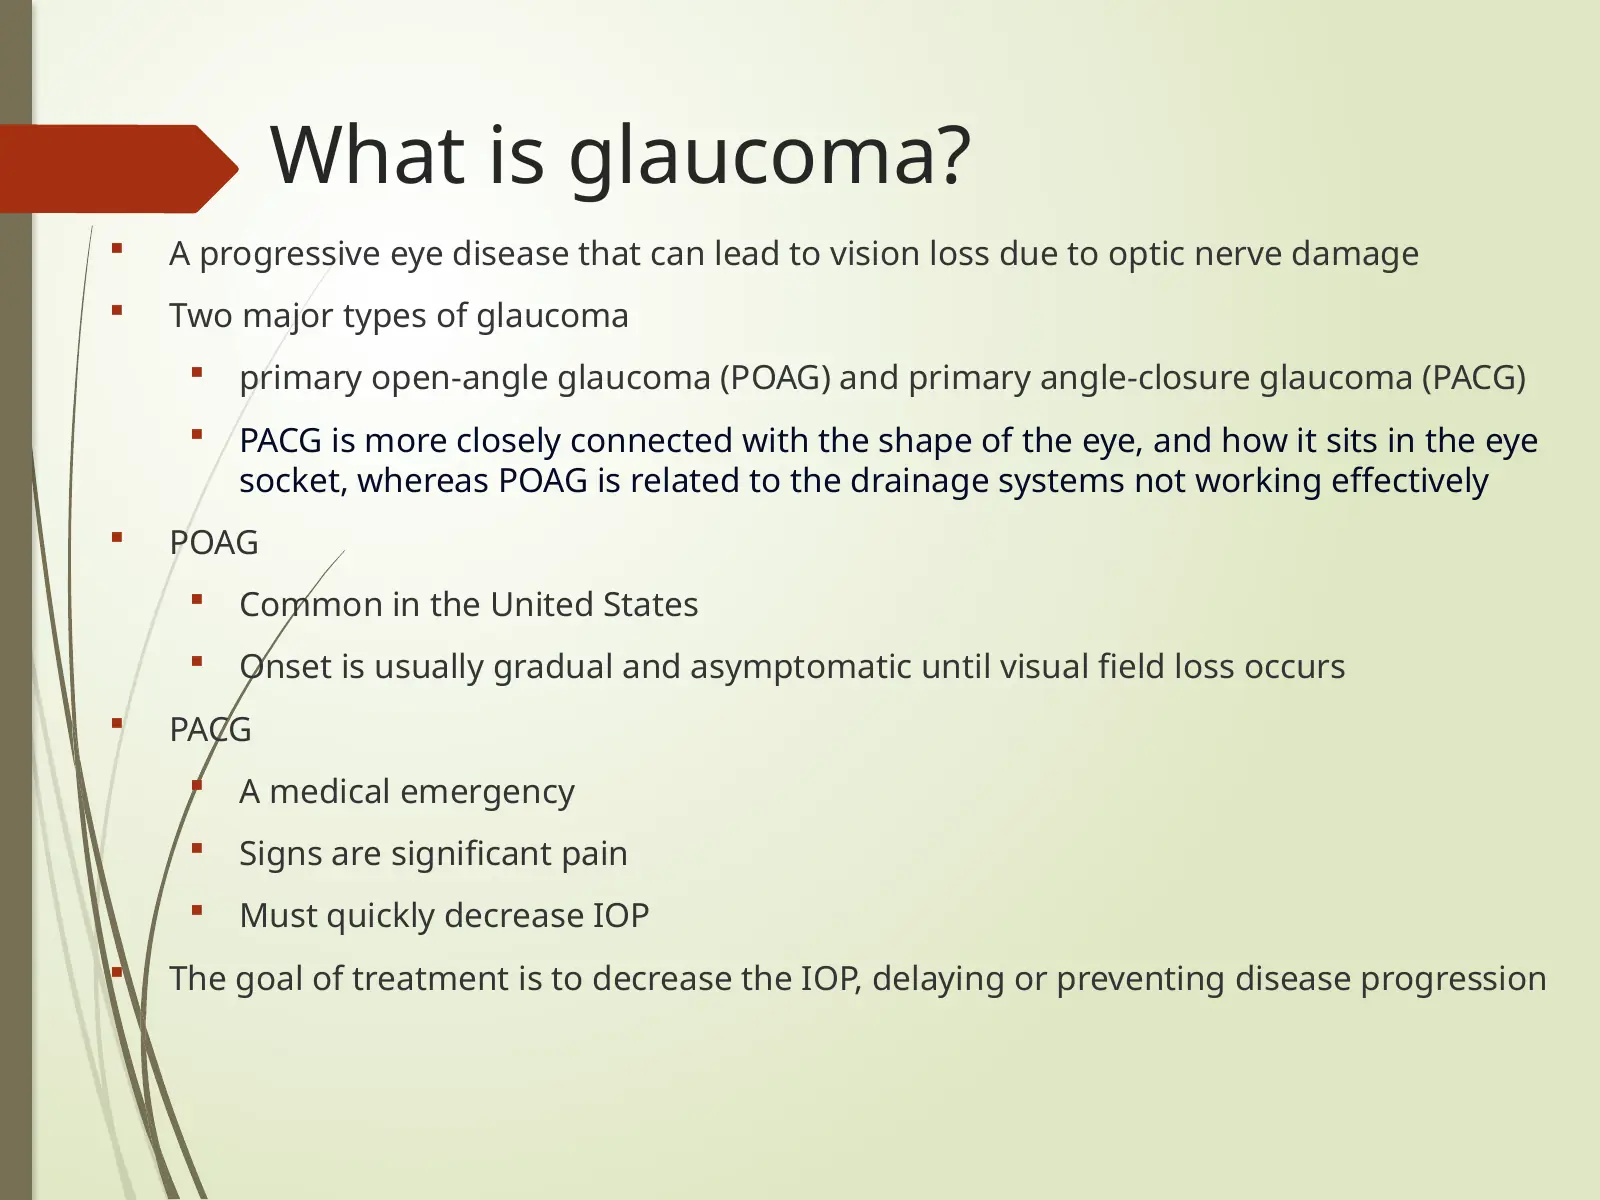 What is glaucoma?
A progressive eye disease that can lead to vision loss due to optic nerve damage
Two major types of glaucoma
primary open-angle glaucoma (POAG) and primary angle-closure glaucoma (PACG)
PACG is more closely connected with the shape of the eye, and how it sits in the eye
socket, whereas POAG is related to the drainage systems not working effectively
POAG
Common in the United States
Onset is usually gradual and asymptomatic until visual field loss occurs
PACG
A medical emergency
Signs are significant pain
Must quickly decrease IOP
The goal of treatment is to decrease the IOP, delaying or preventing disease progression